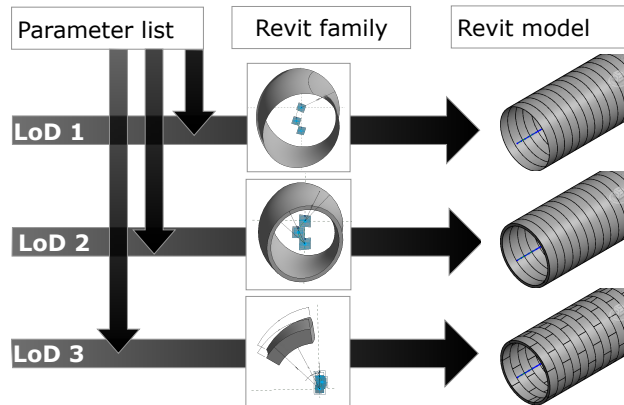 Parameter list
Revit family
Revit model
LoD 1
LoD 2
LoD 3